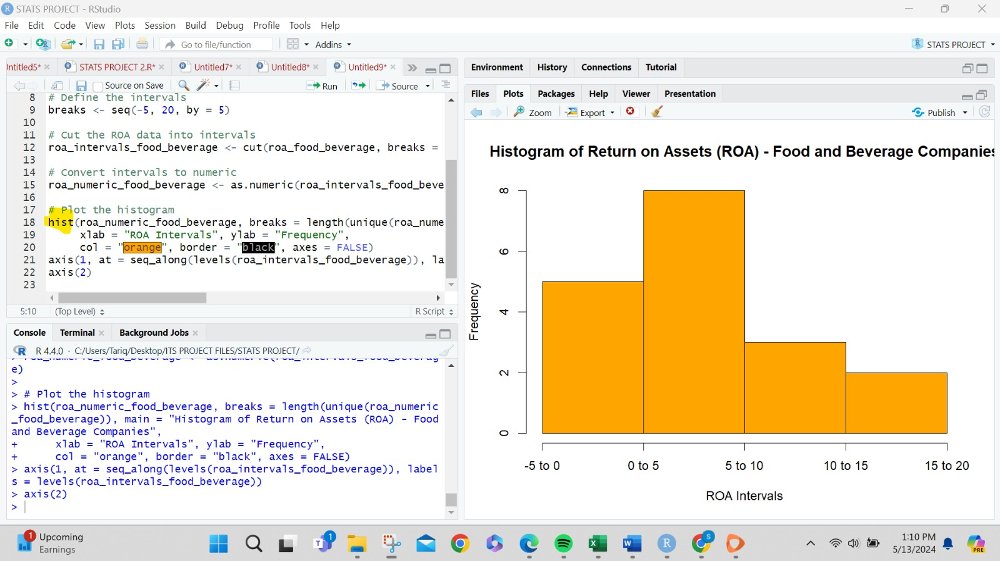 STATS PROJECT - RStudio
File Edit Code View Plots Session Build Debug Profile Tools Help
Go to file/function
Addins
STATS PROJECT
ntitled5*
STATS PROJECT 2.R*
Untitled7*
Untitled8*
Untitled9*
Source on Save
Run
Source
8 # Define the intervals
9 breaks <- seq(-5, 20, by = 5)
10
11 # Cut the ROA data into intervals
12 roa_intervals_food_beverage <- cut(roa_food_beverage, breaks =
13
14 # Convert intervals to numeric
15 roa_numeric_food_beverage <- as.numeric(roa_intervals_food_beve
16
17 # Plot the histogram
18 hist(roa_numeric_food_beverage, breaks = length(unique(roa_nume
19 xlab = "ROA Intervals", ylab = "Frequency",
20 col = "orange", border = "black", axes = FALSE)
21 axis(1, at = seq_along(levels(roa_intervals_food_beverage)), la
22 axis(2)
23
5:10
(Top Level)
R Script
Console Terminal Background Jobs
R 4.4.0 · C:/Users/Tariq/Desktop/ITS PROJECT FILES/STATS PROJECT/
e)
>
> # Plot the histogram
> hist(roa_numeric_food_beverage, breaks = length(unique(roa_numeric
_food_beverage)), main = "Histogram of Return on Assets (ROA) - Food
and Beverage Companies",
+ xlab = "ROA Intervals", ylab = "Frequency",
+ col = "orange", border = "black", axes = FALSE)
> axis(1, at = seq_along(levels(roa_intervals_food_beverage)), label
s = levels(roa_intervals_food_beverage))
> axis(2)
>
Environment History Connections Tutorial
Files Plots Packages Help Viewer Presentation
Zoom
Export
Publish
Histogram of Return on Assets (ROA) - Food and Beverage Companies
Frequency
8
6
4
2
0
-5 to 0
0 to 5
5 to 10
10 to 15
15 to 20
ROA Intervals
1
Upcoming
Earnings
1
S
1:10 PM
5/13/2024
PRE